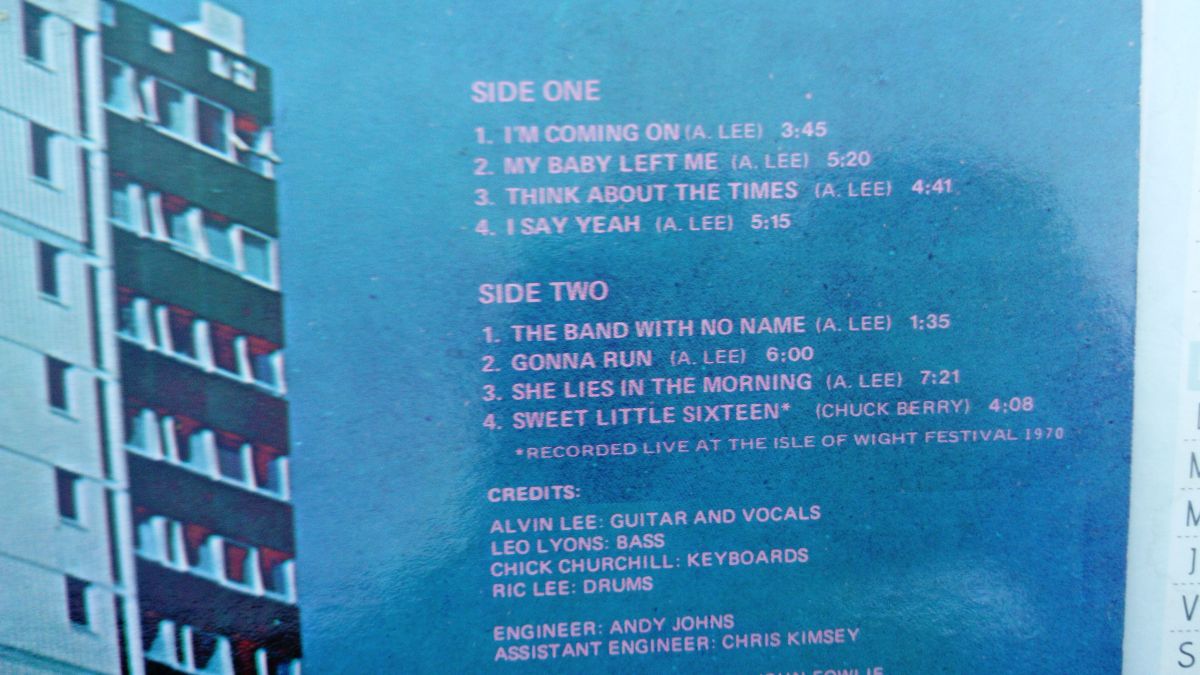 SIDE ONE
1. I'M COMING ON (A. LEE) 3:45
2. MY BABY LEFT ME (A. LEE) 5:20
3. THINK ABOUT THE TIMES (A. LEE) 4:41
4. I SAY YEAH (A. LEE) 5:15
SIDE TWO
1. THE BAND WITH NO NAME (A. LEE) 1:35
2. GONNA RUN (A. LEE) 6:00
3. SHE LIES IN THE MORNING (A. LEE) 7:21
4. SWEET LITTLE SIXTEEN* (CHUCK BERRY) 4:08
*RECORDED LIVE AT THE ISLE OF WIGHT FESTIVAL 1970
CREDITS:
ALVIN LEE: GUITAR AND VOCALS
LEO LYONS: BASS
CHICK CHURCHILL: KEYBOARDS
RIC LEE: DRUMS
ENGINEER: ANDY JOHNS
ASSISTANT ENGINEER: CHRIS KIMSEY
M
M
J
V
S